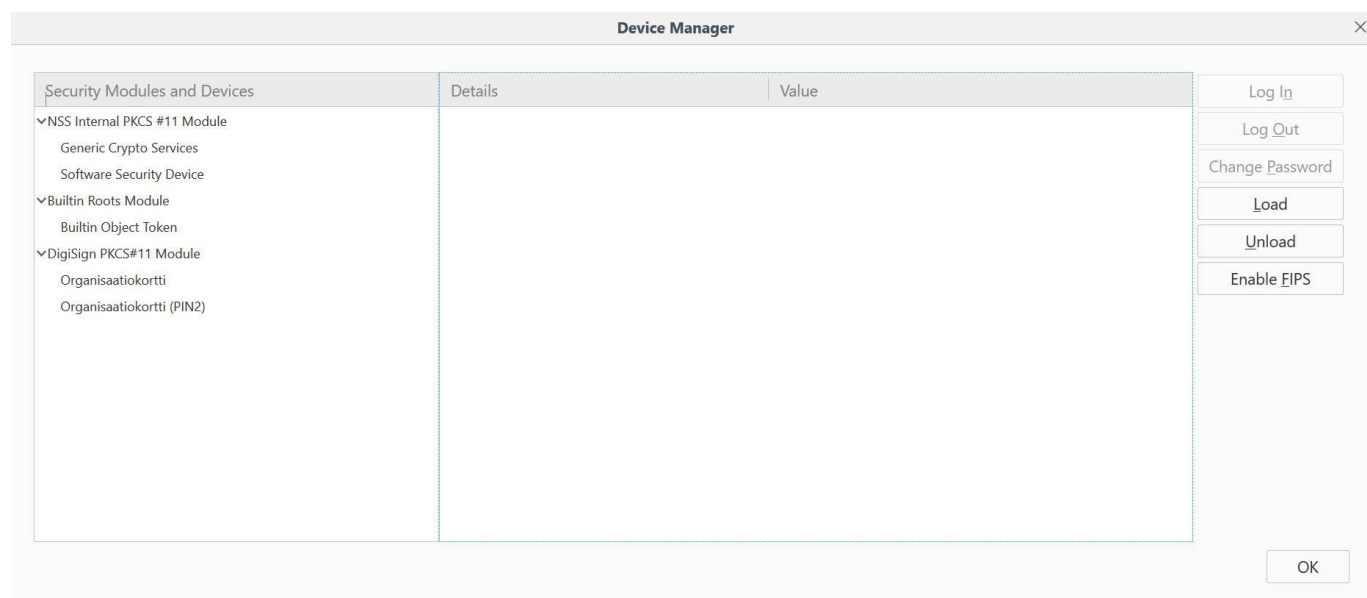 Device Manager
Security Modules and Devices
Details
Value
NSS Internal PKCS #11 Module
Generic Crypto Services
Software Security Device
Builtin Roots Module
Builtin Object Token
DigiSign PKCS#11 Module
Organisaatiokortti
Organisaatiokortti (PIN2)
Log In
Log Out
Change Password
Load
Unload
Enable FIPS
OK